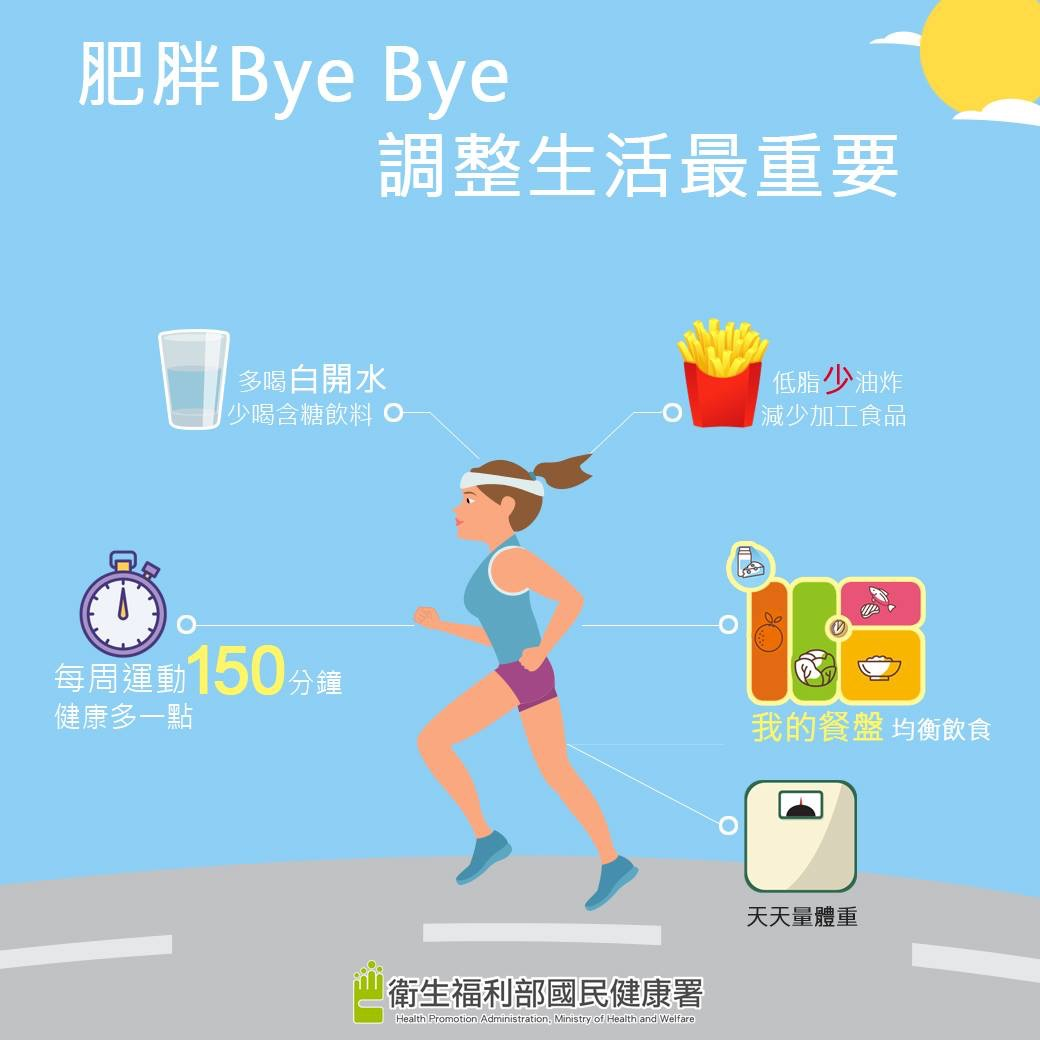 肥胖Bye Bye
調整生活最重要
多喝白開水
少喝含糖飲料
低脂少油炸
減少加工食品
每周運動150分鐘
健康多一點
我的餐盤 均衡飲食
天天量體重
衛生福利部國民健康署
Health Promotion Administration, Ministry of Health and Welfare